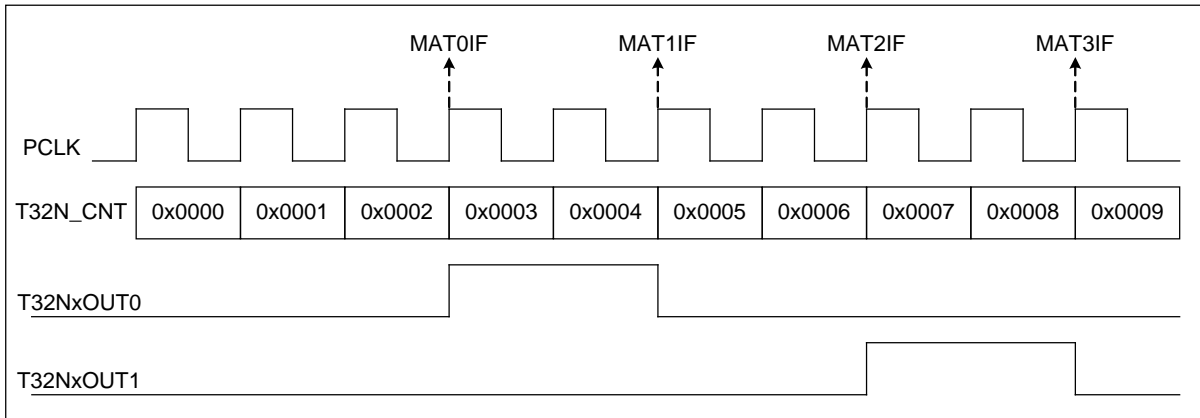 MAT0IF MAT1IF MAT2IF MAT3IF
PCLK
T32N_CNT 0x0000 0x0001 0x0002 0x0003 0x0004 0x0005 0x0006 0x0007 0x0008 0x0009
T32NxOUT0
T32NxOUT1